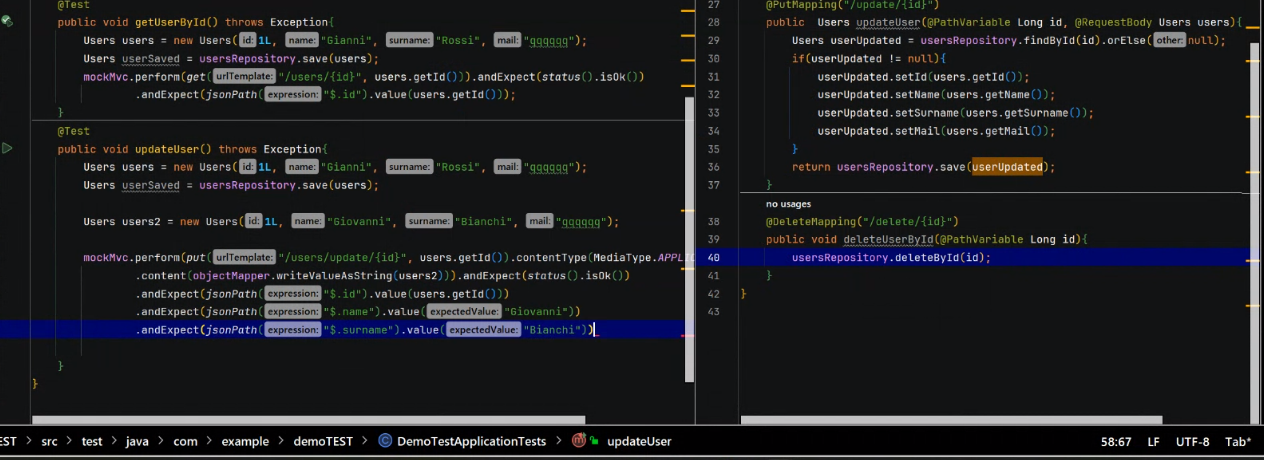 @Test
public void getUserById() throws Exception{
Users users = new Users( id: 1L, name: "Gianni", surname: "Rossi", mail: "qqqqqq");
Users userSaved = usersRepository.save(users);
mockMvc.perform(get( urlTemplate: "/users/{id}", users.getId())).andExpect(status().isOk())
.andExpect(jsonPath( expression: "$.id").value(users.getId()));
}
@Test
public void updateUser() throws Exception{
Users users = new Users( id: 1L, name: "Gianni", surname: "Rossi", mail: "qqqqqq");
Users userSaved = usersRepository.save(users);
Users users2 = new Users( id: 1L, name: "Giovanni", surname: "Bianchi", mail: "qqqqqq");
mockMvc.perform(put( urlTemplate: "/users/update/{id}", users.getId()).contentType(MediaType.APPLI
.content(objectMapper.writeValueAsString(users2))).andExpect(status().isOk())
.andExpect(jsonPath( expression: "$.id").value(users.getId()))
.andExpect(jsonPath( expression: "$.name").value( expectedValue: "Giovanni"))
.andExpect(jsonPath( expression: "$.surname").value( expectedValue: "Bianchi"))
}
}
27 @PutMapping("/update/{id}")
28 public Users updateUser(@PathVariable Long id, @RequestBody Users users){
29 Users userUpdated = usersRepository.findById(id).orElse( other: null);
30 if(userUpdated != null){
31 userUpdated.setId(users.getId());
32 userUpdated.setName(users.getName());
33 userUpdated.setSurname(users.getSurname());
34 userUpdated.setMail(users.getMail());
35 }
36 return usersRepository.save(userUpdated);
37 }
no usages
38 @DeleteMapping("/delete/{id}")
39 public void deleteUserById(@PathVariable Long id){
40 usersRepository.deleteById(id);
41 }
42 }
43
EST > src > test > java > com > example > demoTEST > DemoTestApplicationTests > updateUser 58:67 LF UTF-8 Tab*